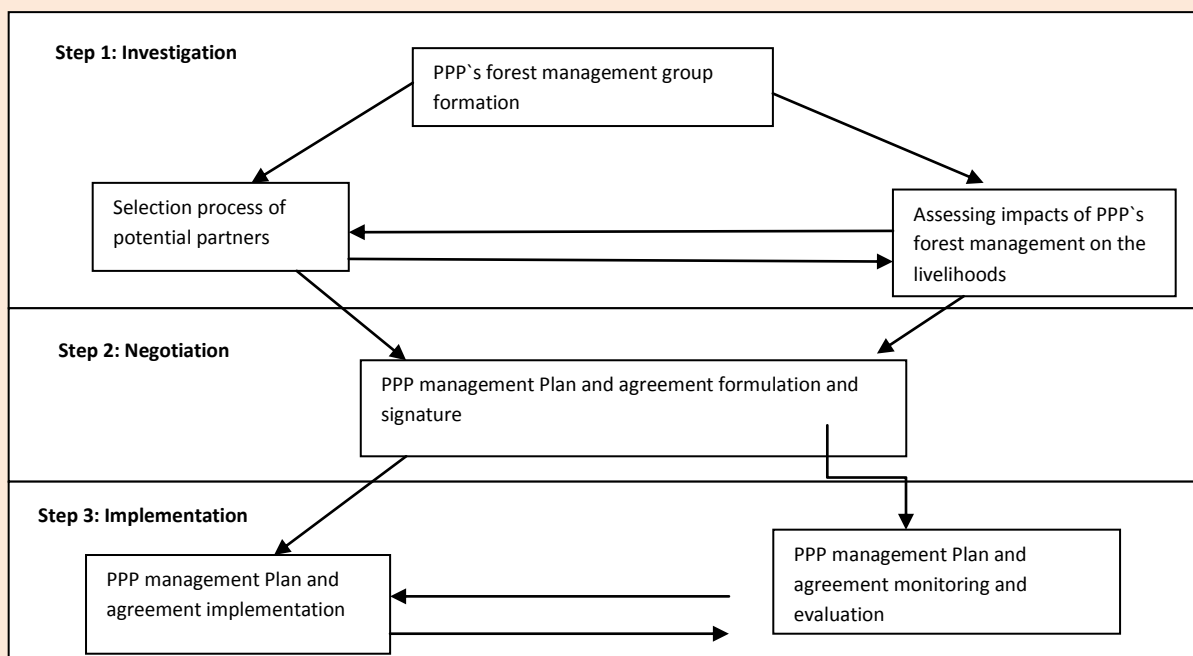 Step 1: Investigation
PPP`s forest management group
formation
Selection process of
potential partners
Assessing impacts of PPP`s
forest management on the
livelihoods
Step 2: Negotiation
PPP management Plan and agreement formulation and
signature
Step 3: Implementation
PPP management Plan and
agreement implementation
PPP management Plan and
agreement monitoring and
evaluation